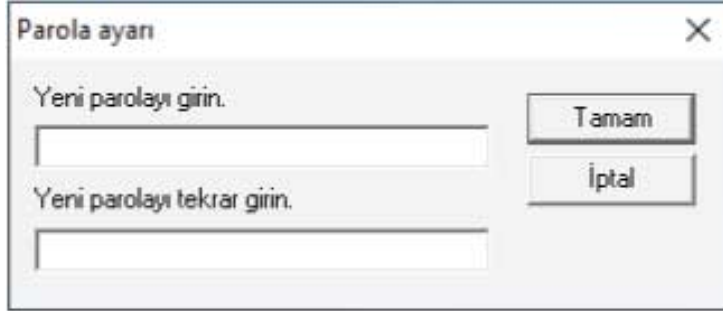 Parola ayarı
Yeni parolayı girin.
Tamam
İptal
Yeni parolayı tekrar girin.